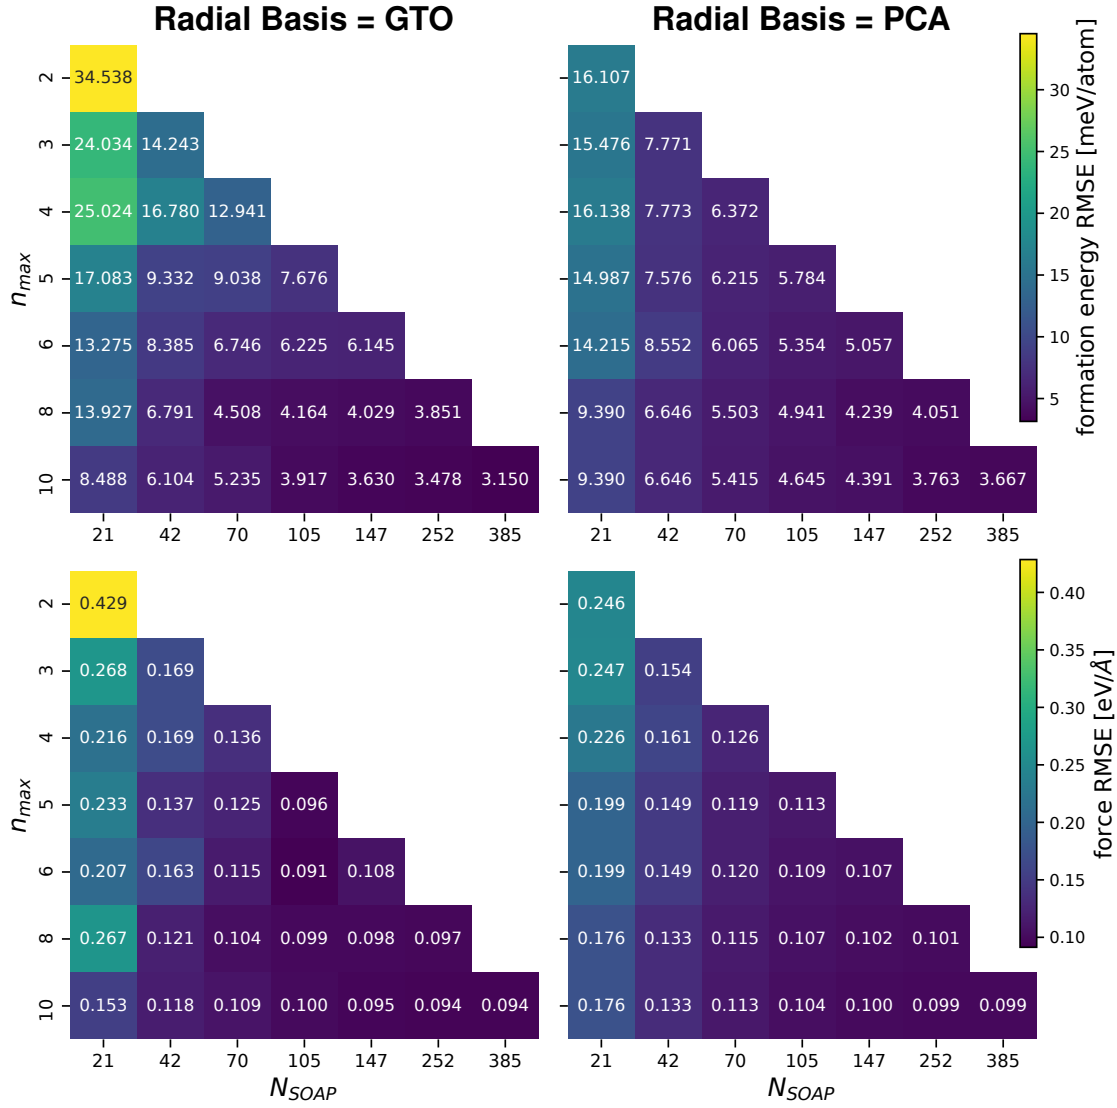 Radial Basis = GTO Radial Basis = PCA
2 34.538 16.107
3 24.034 14.243 15.476 7.771
4 25.024 16.780 12.941 16.138 7.773 6.372
5 17.083 9.332 9.038 7.676 14.987 7.576 6.215 5.784
6 13.275 8.385 6.746 6.225 6.145 14.215 8.552 6.065 5.354 5.057
8 13.927 6.791 4.508 4.164 4.029 3.851 9.390 6.646 5.503 4.941 4.239 4.051
10 8.488 6.104 5.235 3.917 3.630 3.478 3.150 9.390 6.646 5.415 4.645 4.391 3.763 3.667
21 42 70 105 147 252 385 21 42 70 105 147 252 385
n_max
30
25
20
15
10
5
formation energy RMSE [meV/atom]
2 0.429 0.246
3 0.268 0.169 0.247 0.154
4 0.216 0.169 0.136 0.226 0.161 0.126
5 0.233 0.137 0.125 0.096 0.199 0.149 0.119 0.113
6 0.207 0.163 0.115 0.091 0.108 0.199 0.149 0.120 0.109 0.107
8 0.267 0.121 0.104 0.099 0.098 0.097 0.176 0.133 0.115 0.107 0.102 0.101
10 0.153 0.118 0.109 0.100 0.095 0.094 0.094 0.176 0.133 0.113 0.104 0.100 0.099 0.099
21 42 70 105 147 252 385 21 42 70 105 147 252 385
n_max
N_SOAP N_SOAP
0.40
0.35
0.30
0.25
0.20
0.15
0.10
force RMSE [eV/Å]